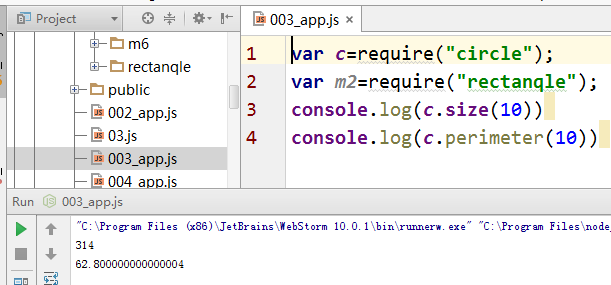 Project
003_app.js ×
m6
rectanqle
public
002_app.js
03.js
003_app.js
004_app.js
1 var c=require("circle");
2 var m2=require("rectanqle");
3 console.log(c.size(10))
4 console.log(c.perimeter(10))
Run 003_app.js
"C:\Program Files (x86)\JetBrains\WebStorm 10.0.1\bin\runnerw.exe" "C:\Program Files\node
314
62.800000000000004